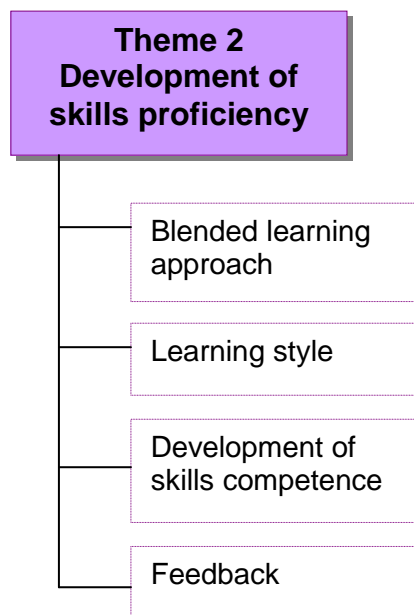 Theme 2
Development of
skills proficiency
Blended learning
approach
Learning style
Development of
skills competence
Feedback